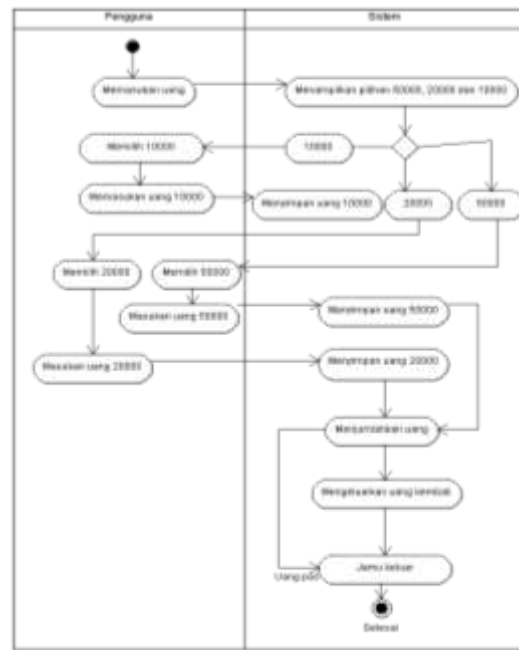 Pengguna
Sistem
Memasukan uang
Menampilkan pilihan 50000, 20000 dan 10000
Memilih 10000
10000
Memasukan uang 10000
Menyimpan uang 10000
20000
50000
Memilih 20000
Memilih 50000
Masukan uang 50000
Menyimpan uang 50000
Masukan uang 20000
Menyimpan uang 20000
Menjumlahkan uang
Mengeluarkan uang kembali
Jamu keluar
Uang pas
Selesai